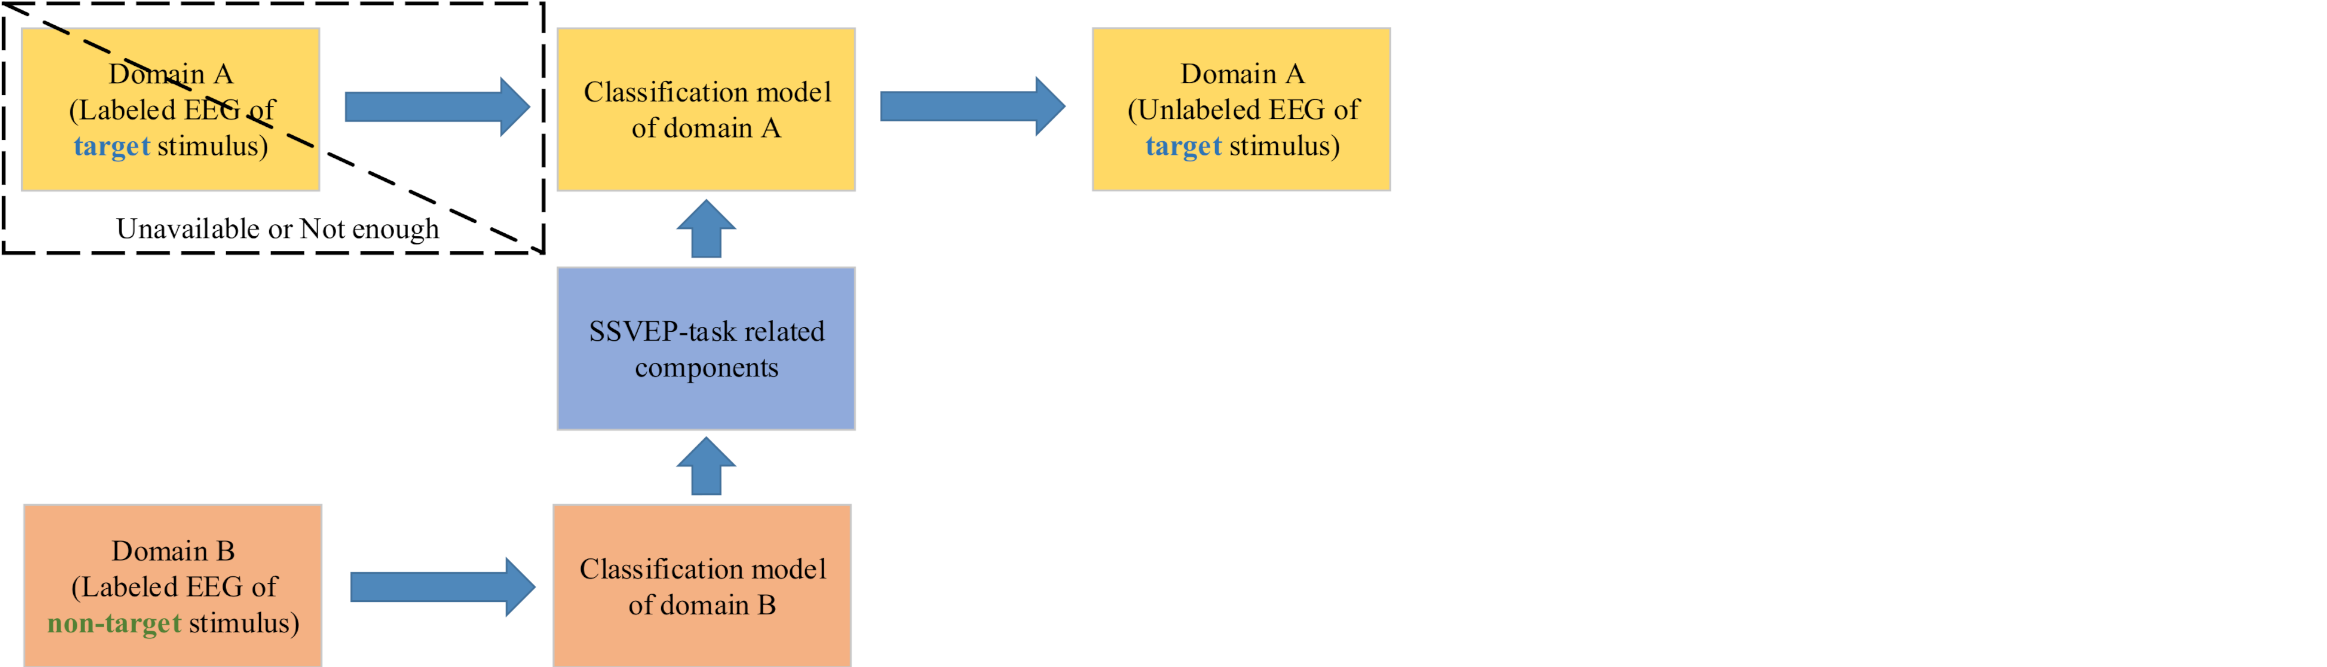 Domain A
(Labeled EEG of
target stimulus)
Unavailable or Not enough
Classification model
of domain A
Domain A
(Unlabeled EEG of
target stimulus)
SSVEP-task related
components
Domain B
(Labeled EEG of
non-target stimulus)
Classification model
of domain B